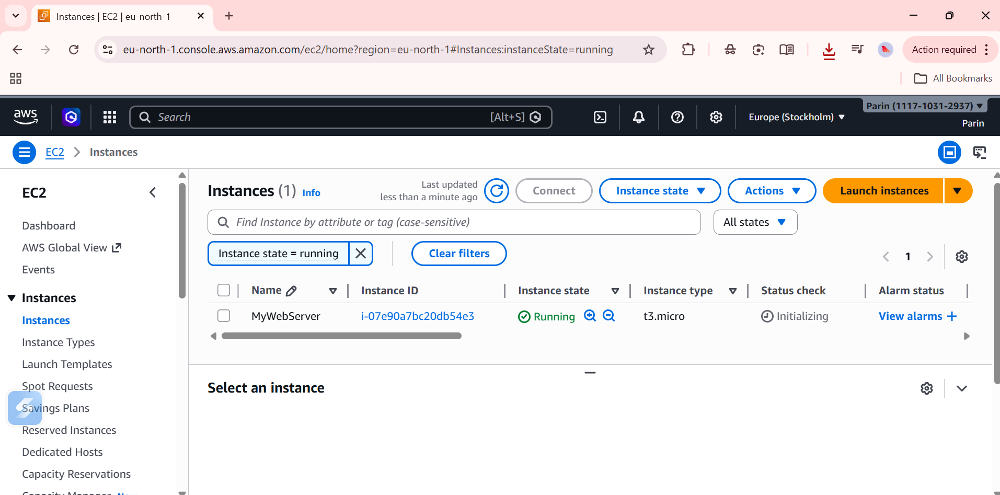 Instances | EC2 | eu-north-1
eu-north-1.console.aws.amazon.com/ec2/home?region=eu-north-1#Instances:instanceState=running
Action required
All Bookmarks
aws
Search
[Alt+S]
Europe (Stockholm)
Parin (1117-1031-2937)
Parin
EC2
Instances
EC2
Dashboard
AWS Global View
Events
Instances
Instances
Instance Types
Launch Templates
Spot Requests
Savings Plans
Reserved Instances
Dedicated Hosts
Capacity Reservations
Capacity Manager New
Instances (1) Info
Last updated
less than a minute ago
Connect
Instance state
Actions
Launch instances
Find Instance by attribute or tag (case-sensitive)
All states
Instance state = running
Clear filters
1
Name Instance ID Instance state Instance type Status check Alarm status
MyWebServer i-07e90a7bc20db54e3 Running t3.micro Initializing View alarms
Select an instance